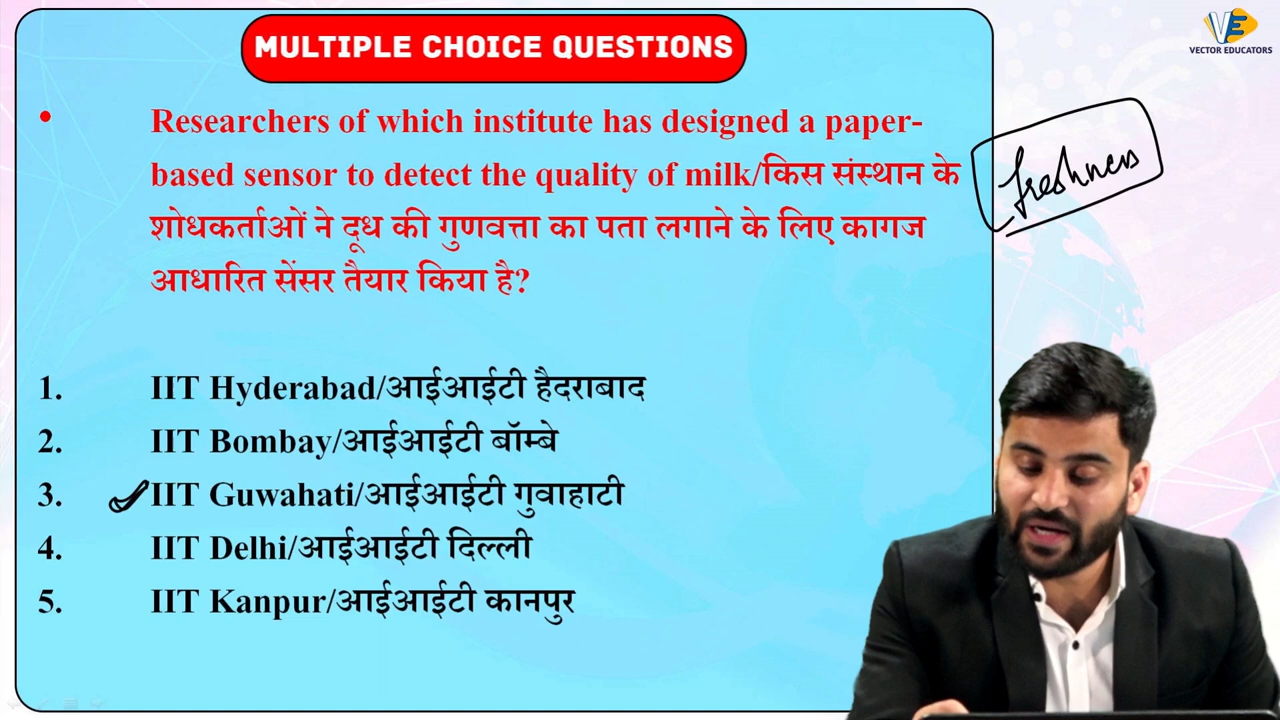 MULTIPLE CHOICE QUESTIONS
VECTOR EDUCATORS
• Researchers of which institute has designed a paper-
based sensor to detect the quality of milk/किस संस्थान के
शोधकर्ताओं ने दूध की गुणवत्ता का पता लगाने के लिए कागज
आधारित सेंसर तैयार किया है?
freshness
1. IIT Hyderabad/आईआईटी हैदराबाद
2. IIT Bombay/आईआईटी बॉम्बे
3. IIT Guwahati/आईआईटी गुवाहाटी
4. IIT Delhi/आईआईटी दिल्ली
5. IIT Kanpur/आईआईटी कानपुर